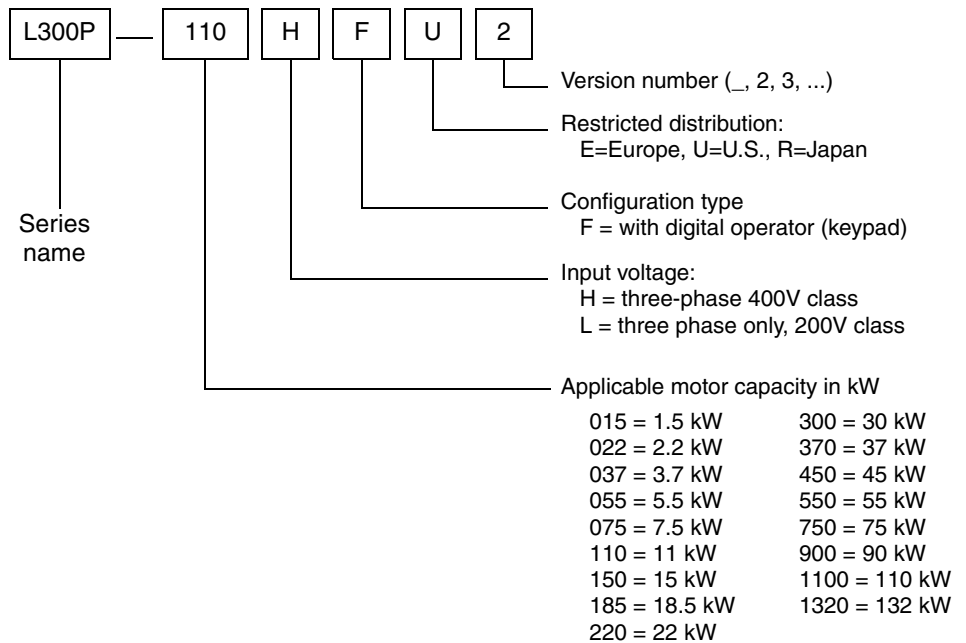 L300P — 110 H F U 2
Version number (_, 2, 3, ...)
Restricted distribution:
E=Europe, U=U.S., R=Japan
Configuration type
F = with digital operator (keypad)
Series
name
Input voltage:
H = three-phase 400V class
L = three phase only, 200V class
Applicable motor capacity in kW
015 = 1.5 kW 300 = 30 kW
022 = 2.2 kW 370 = 37 kW
037 = 3.7 kW 450 = 45 kW
055 = 5.5 kW 550 = 55 kW
075 = 7.5 kW 750 = 75 kW
110 = 11 kW 900 = 90 kW
150 = 15 kW 1100 = 110 kW
185 = 18.5 kW 1320 = 132 kW
220 = 22 kW